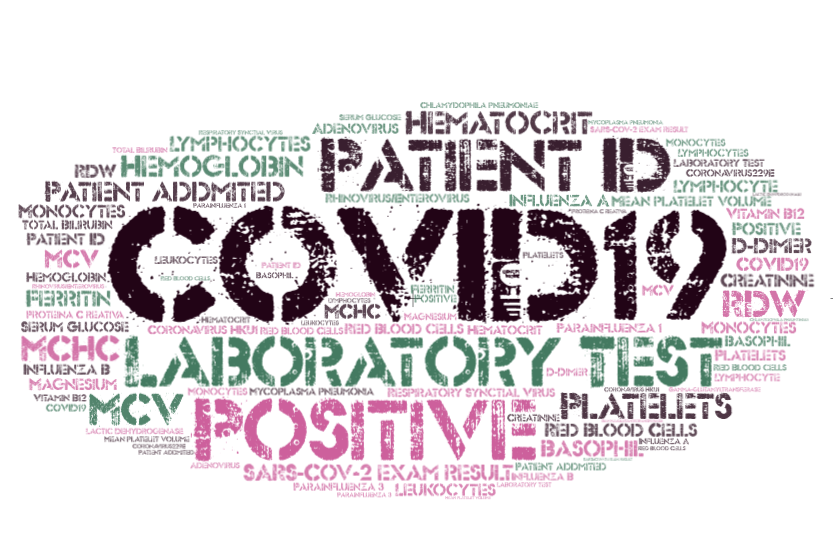 CHLAMYDOPHILA PNEUMONIAE
SERUM GLUCOSE
HEMATOCRIT
MYCOPLASMA PNEUMONIA
RESPIRATORY SYNCTIAL VIRUS
ADENOVIRUS
SARS-COV-2 EXAM RESULT
TOTAL BILIRUBIN
LYMPHOCYTES
PATIENT ID
MONOCYTES
LYMPHOCYTES
RDW
HEMOGLOBIN
LABORATORY TEST
CORONAVIRUS229E
PATIENT ADDMITED
LYMPHOCYTE
RHINOVIRUS/ENTEROVIRUS
INFLUENZA A
MEAN PLATELET VOLUME
PARAINFLUENZA 1
MONOCYTES
PROTEINA C REATIVA
VITAMIN B12
TOTAL BILIRUBIN
COVID19
POSITIVE
PATIENT ID
D-DIMER
MCV
LEUKOCYTES
PATIENT ID
PLATELETS
COVID19
HEMOGLOBIN
RED BLOOD CELLS
BASOPHIL
CREATININE
RHINOVIRUS/ENTEROVIRUS
FERRITIN
HEMOGLOBIN
LYMPHOCYTES
FERRITIN
POSITIVE
MCV
RDW
PROTEINA C REATIVA
HEMATOCRIT
MCHC
MAGNESIUM
LEUKOCYTES
SERUM GLUCOSE
CORONAVIRUS HKU1
RED BLOOD CELLS
RED BLOOD CELLS
HEMATOCRIT
PARAINFLUENZA 1
MONOCYTES
MCHC
LABORATORY TEST
BASOPHIL
PLATELETS
INFLUENZA B
D-DIMER
RED BLOOD CELLS
MAGNESIUM
LYMPHOCYTE
VITAMIN B12
MONOCYTES
MYCOPLASMA PNEUMONIA
RESPIRATORY SYNCTIAL VIRUS
CORONAVIRUS HKU1
GAMMA-GLUTAMYLTRANSFERASE
COVID19
MCV
POSITIVE
PLATELETS
CREATININE
LACTIC DEHYDROGENASE
RED BLOOD CELLS
MEAN PLATELET VOLUME
CORONAVIRUS229E
BASOPHIL
INFLUENZA A
RED BLOOD CELLS
PATIENT ADDMITED
ADENOVIRUS
SARS-COV-2 EXAM RESULT
PATIENT ADDMITED
INFLUENZA B
PARAINFLUENZA 3
LEUKOCYTES
LABORATORY TEST
PARAINFLUENZA 3